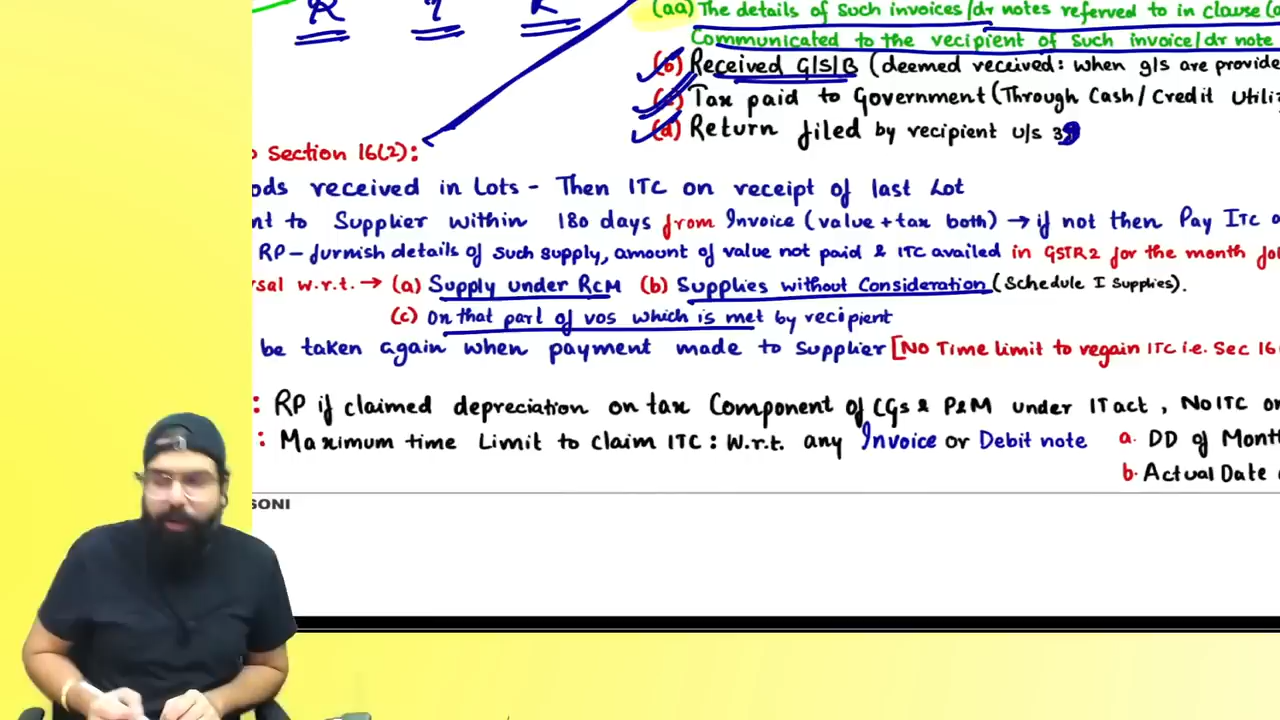 R
(aa) The details of such invoices/dr notes referred to in clause (a
Communicated to the recipient of such invoice/dr note
(b) Received G/S/B (deemed received: when g/s are provide
Tax paid to Government (Through Cash/Credit Utiliz
(d) Return filed by recipient u/s 39
o section 16(2):
ods received in Lots - Then ITC on receipt of last Lot
nt to Supplier within 180 days from Invoice (value + tax both) → if not then Pay ITC
RP - furnish details of such supply, amount of value not paid & ITC availed in GSTR2 for the month fol
rsal w.r.t. → (a) Supply under RCM (b) Supplies without Consideration (Schedule I Supplies).
(c) On that part of VOS which is met by recipient
be taken again when payment made to Supplier [NO Time limit to regain ITC i.e. Sec 16
: RP if claimed depreciation on tax Component of CGs & P&M under IT act, No ITC on
: Maximum time Limit to claim ITC: W.r.t. any Invoice or Debit note a. DD of Month
b. Actual Date
SONI